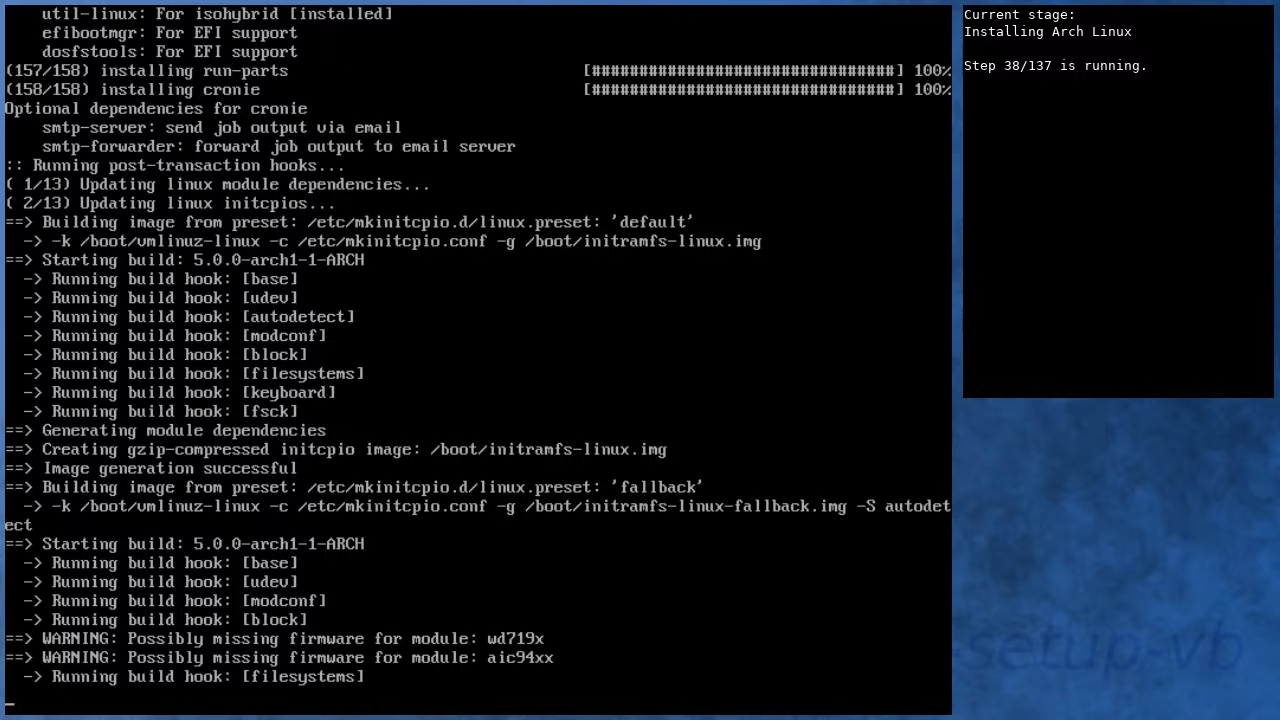 util-linux: For isohybrid [installed]
efibootmgr: For EFI support
dosfstools: For EFI support
(157/158) installing run-parts [################################] 100%
(158/158) installing cronie [################################] 100%
Optional dependencies for cronie
smtp-server: send job output via email
smtp-forwarder: forward job output to email server
:: Running post-transaction hooks...
( 1/13) Updating linux module dependencies...
( 2/13) Updating linux initcpios...
==> Building image from preset: /etc/mkinitcpio.d/linux.preset: 'default'
-> -k /boot/vmlinuz-linux -c /etc/mkinitcpio.conf -g /boot/initramfs-linux.img
==> Starting build: 5.0.0-arch1-1-ARCH
-> Running build hook: [base]
-> Running build hook: [udev]
-> Running build hook: [autodetect]
-> Running build hook: [modconf]
-> Running build hook: [block]
-> Running build hook: [filesystems]
-> Running build hook: [keyboard]
-> Running build hook: [fsck]
==> Generating module dependencies
==> Creating gzip-compressed initcpio image: /boot/initramfs-linux.img
==> Image generation successful
==> Building image from preset: /etc/mkinitcpio.d/linux.preset: 'fallback'
-> -k /boot/vmlinuz-linux -c /etc/mkinitcpio.conf -g /boot/initramfs-linux-fallback.img -S autodet
ect
==> Starting build: 5.0.0-arch1-1-ARCH
-> Running build hook: [base]
-> Running build hook: [udev]
-> Running build hook: [modconf]
-> Running build hook: [block]
==> WARNING: Possibly missing firmware for module: wd719x
==> WARNING: Possibly missing firmware for module: aic94xx
-> Running build hook: [filesystems]
_
Current stage:
Installing Arch Linux
Step 38/137 is running.
-setup-vb